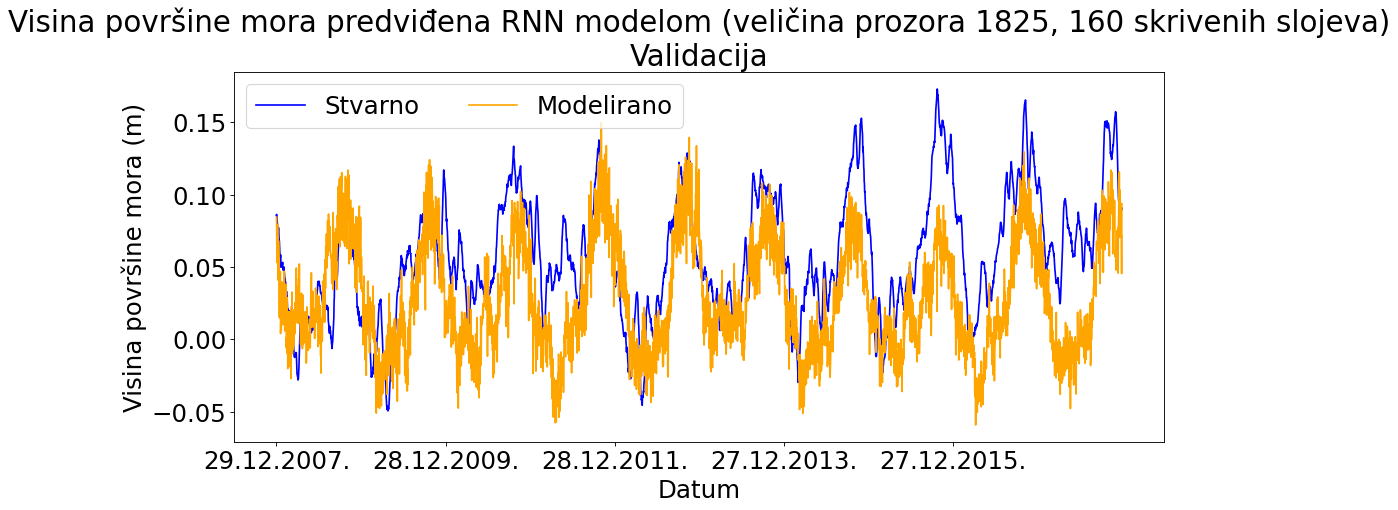 Visina površine mora predviđena RNN modelom (veličina prozora 1825, 160 skrivenih slojeva)
Validacija
Stvarno Modelirano
Visina površine mora (m)
0.15
0.10
0.05
0.00
−0.05
29.12.2007. 28.12.2009. 28.12.2011. 27.12.2013. 27.12.2015.
Datum